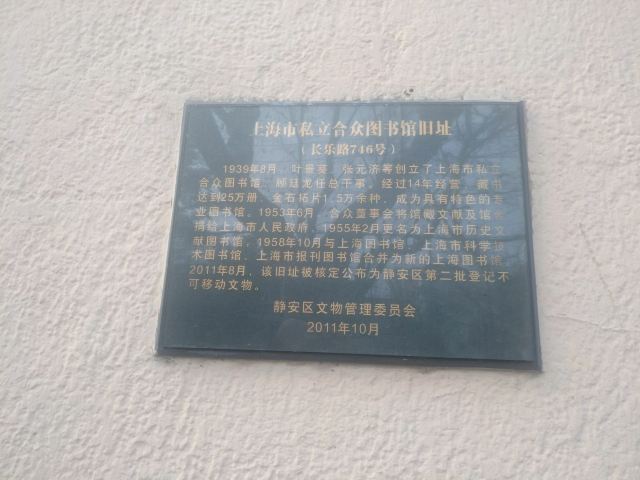 上海市私立合众图书馆旧址
（长乐路746号）
1939年8月，叶景葵、张元济等创立了上海市私立
合众图书馆，顾廷龙任总干事。经过14年经营，藏书
达到25万册、金石拓片1.5万余种，成为具有特色的专
业图书馆。1953年6月，合众董事会将馆藏文献及馆舍
捐给上海市人民政府，1955年2月更名为上海市历史文
献图书馆，1958年10月与上海图书馆、上海市科学技
术图书馆、上海市报刊图书馆合并为新的上海图书馆。
2011年8月，该旧址被核定公布为静安区第二批登记不
可移动文物。
静安区文物管理委员会
2011年10月